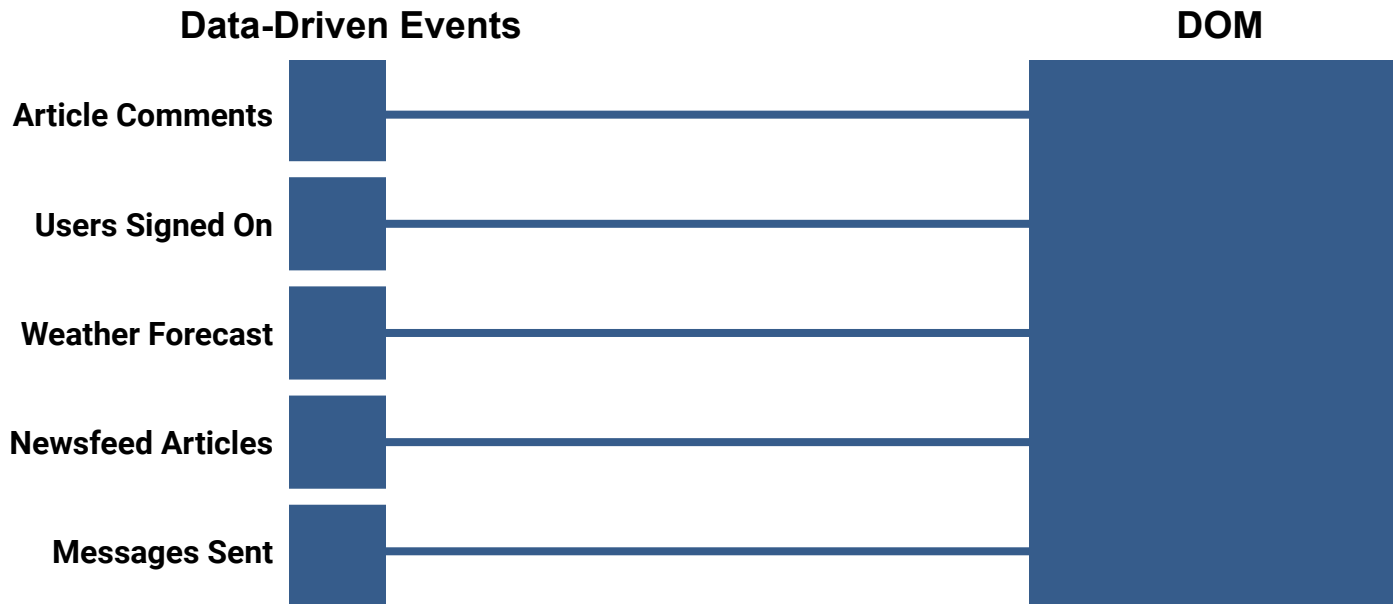 Data-Driven Events
DOM
Article Comments
Users Signed On
Weather Forecast
Newsfeed Articles
Messages Sent